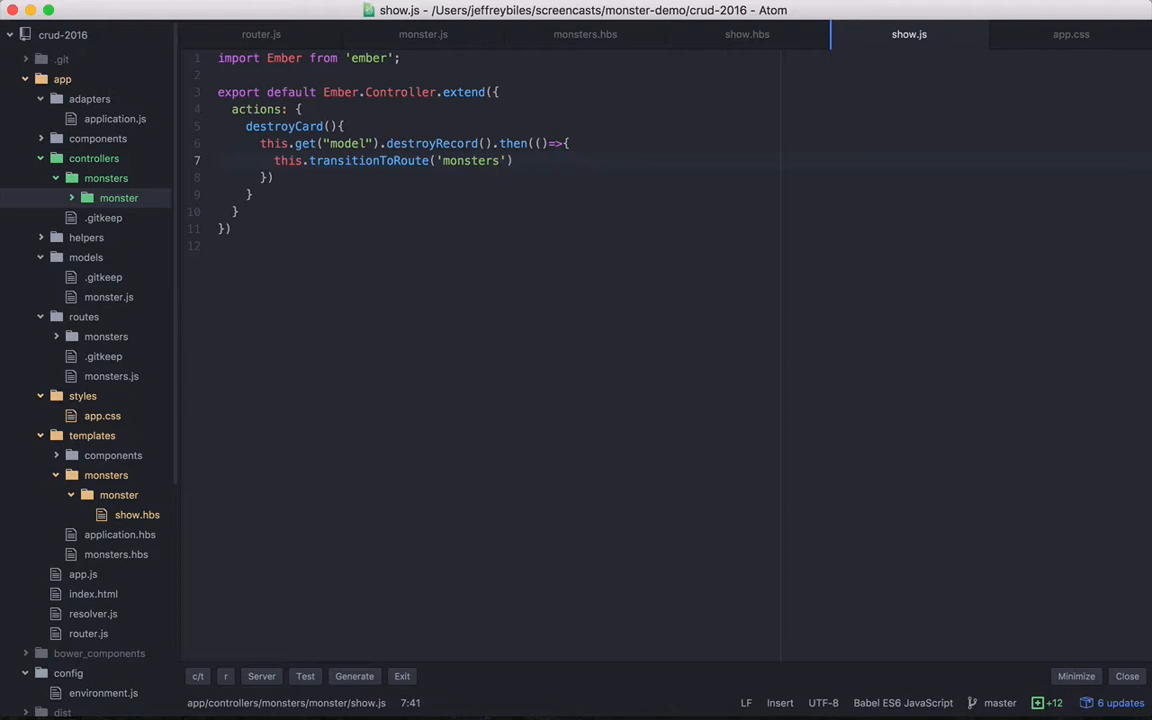 show.js - /Users/jeffreybiles/screencasts/monster-demo/crud-2016 - Atom
crud-2016
.git
app
adapters
application.js
components
controllers
monsters
monster
.gitkeep
helpers
models
.gitkeep
monster.js
routes
monsters
.gitkeep
monsters.js
styles
app.css
templates
components
monsters
monster
show.hbs
application.hbs
monsters.hbs
app.js
index.html
resolver.js
router.js
bower_components
config
environment.js
dist
router.js monster.js monsters.hbs show.hbs show.js app.css
1 import Ember from 'ember';
2
3 export default Ember.Controller.extend({
4 actions: {
5 destroyCard(){
6 this.get("model").destroyRecord().then(()=>{
7 this.transitionToRoute('monsters')
8 })
9 }
10 }
11 })
12
c/t r Server Test Generate Exit Minimize Close
app/controllers/monsters/monster/show.js 7:41 LF Insert UTF-8 Babel ES6 JavaScript master +12 6 updates